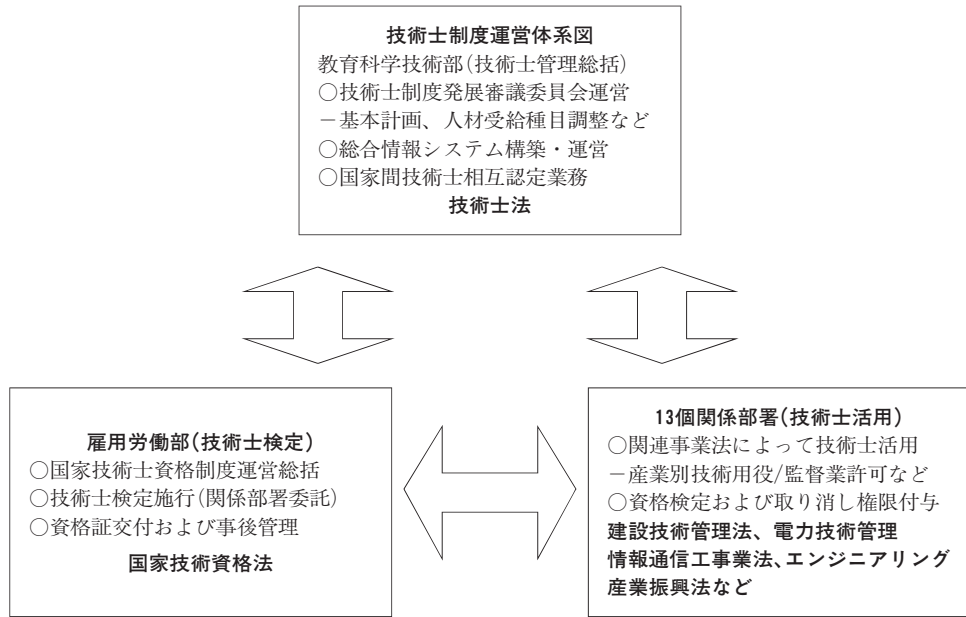 技術士制度運営体系図
教育科学技術部(技術士管理総括)
○技術士制度発展審議委員会運営
－基本計画、人材受給種目調整など
○総合情報システム構築・運営
○国家間技術士相互認定業務
技術士法
雇用労働部(技術士検定)
○国家技術士資格制度運営総括
○技術士検定施行(関係部署委託)
○資格証交付および事後管理
国家技術資格法
13個関係部署(技術士活用)
○関連事業法によって技術士活用
－産業別技術用役/監督業許可など
○資格検定および取り消し権限付与
建設技術管理法、電力技術管理
情報通信工事業法、エンジニアリング
産業振興法など